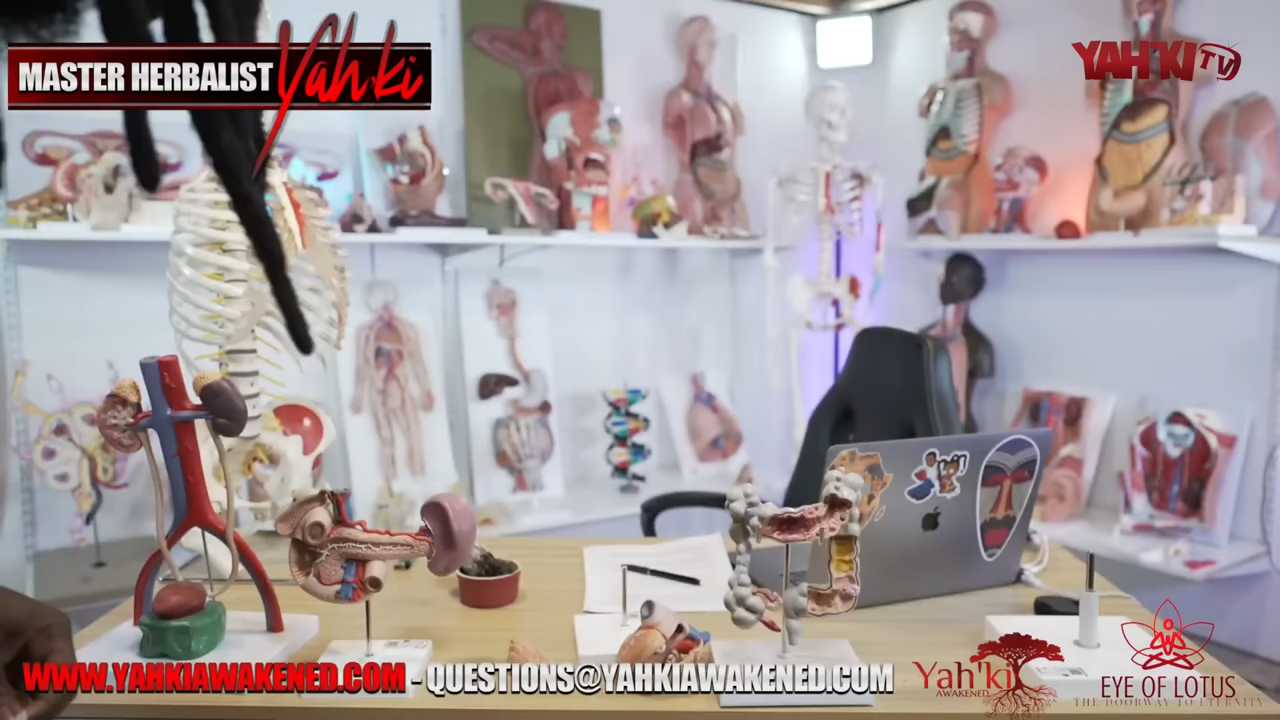 MASTER HERBALIST Yah'ki
YAH'KI TV
WWW.YAHKIAWAKENED.COM - QUESTIONS@YAHKIAWAKENED.COM
Yah'ki
AWAKENED
EYE OF LOTUS
THE DOORWAY TO ETERNITY